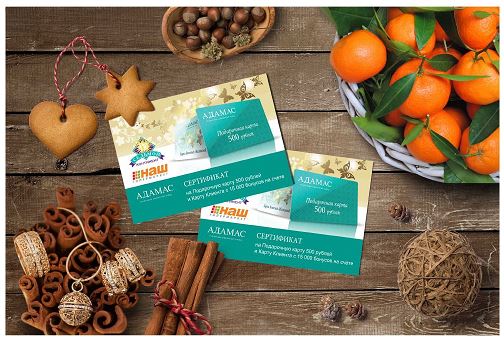 АДАМАС
Подарочная карта
500 рублей
НАШ
АДАМАС
СЕРТИФИКАТ
на Подарочную карту 500 рублей
и Карту Клиента с 15 000 бонусов на счете
АДАМАС
Подарочная карта
500 рублей
НАШ
АДАМАС
СЕРТИФИКАТ
на Подарочную карту 500 рублей
и Карту Клиента с 15 000 бонусов на счете